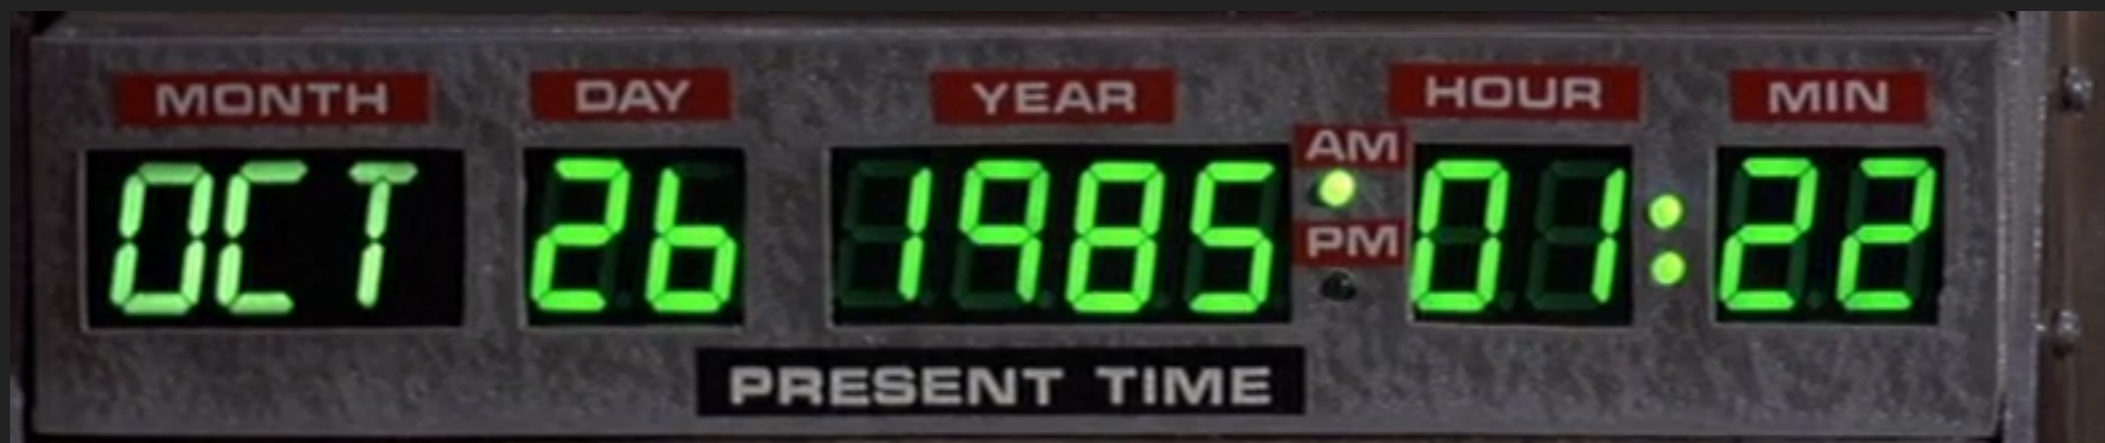 MONTH DAY YEAR HOUR MIN
AM
OCT 26 1985 01:22
PM
PRESENT TIME